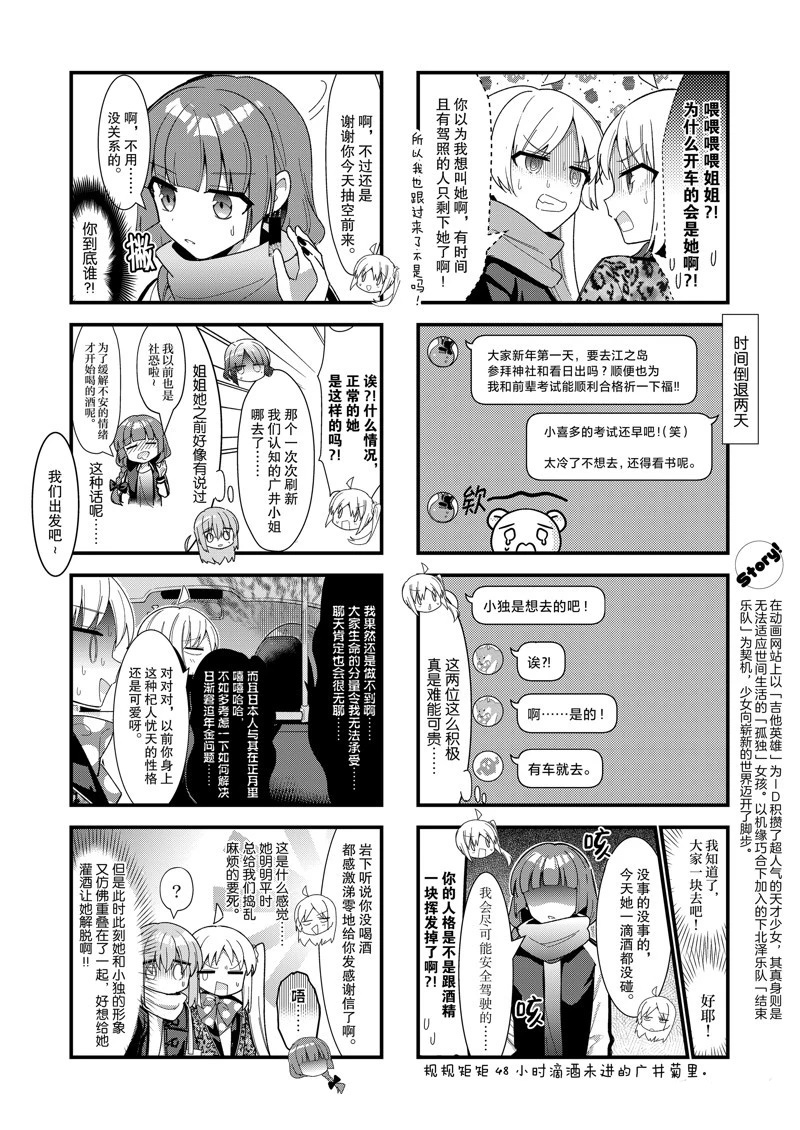 喂喂喂喂姐姐?!
为什么开车的会是她啊?!
你以为我想叫她啊，有时间
且有驾照的人只剩下她了啊!
所以我也跟过来了不是吗!
时间倒退两天
大家新年第一天，要去江之岛
参拜神社和看日出吗？顺便也为
我和前辈考试能顺利合格祈一下福!!
小喜多的考试还早吧!(笑)
太冷了不想去，还得看书呢。
欸
小独是想去的吧！
诶?!
啊……是的！
有车就去。
这两位这么积极
真是难能可贵……
我知道了，
大家一块去吧！
好耶！
没事的没事的，
今天她一滴酒都没碰。
咳
咳
我会尽可能安全驾驶的……
你的人格是不是跟酒精
一块挥发掉了啊?!
规规矩矩48小时滴酒未进的广井菊里.
啊，不过还是
谢谢你今天抽空
前来。
啊，不用……
没关系的。
你到底谁?!
诶?!什么情况，
正常的她
是这样的吗?!
那个一次次刷新
我们认知的广井小姐
哪去了……
姐姐她之前好像有说过
我以前也是
社恐啦~
为了缓解不安的情绪
才开始喝的酒呢。
这种话呢……
我们出发吧~
我果然还是做不到啊……
大家生命的分量令我无法承受……
聊天肯定也会很无聊……
而且日本人与其在正月里
嘻嘻哈哈，
不如多考虑一下如何解决
日渐窘迫年金问题……
对对对，以前你身上
这种杞人忧天的性格
还是可爱呀。
岩下听说你没喝酒
都感激涕零地给你发感谢信了啊。
唔
这是什么感觉……
她明明平时
总给我们捣乱
麻烦的要死。
？
但是此时此刻她和小独的形象
又仿佛重叠在了一起，好想给她
灌酒让她解脱啊!!
Story!
在动画网站上以「吉他英雄」为ID积攒了超人气的天才少女，其真身则是
无法适应世间生活的「孤独」女孩。以机缘巧合下加入的下北泽乐队「结束
乐队」为契机，少女向崭新的世界迈开了脚步。